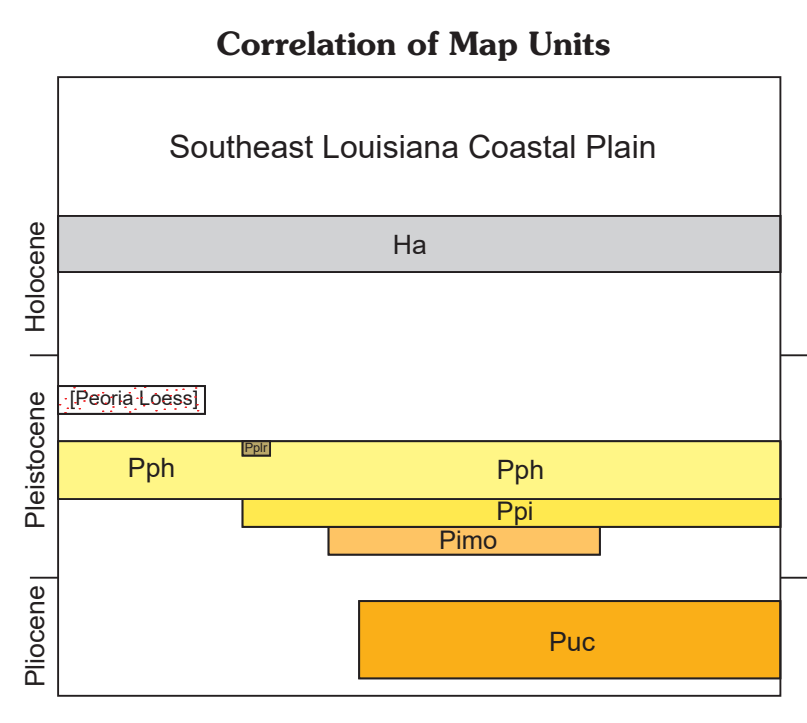 Correlation of Map Units
Southeast Louisiana Coastal Plain
Holocene
Ha
Pleistocene
[Peoria Loess]
Pplr
Pph
Pph
Ppi
Pimo
Pliocene
Puc